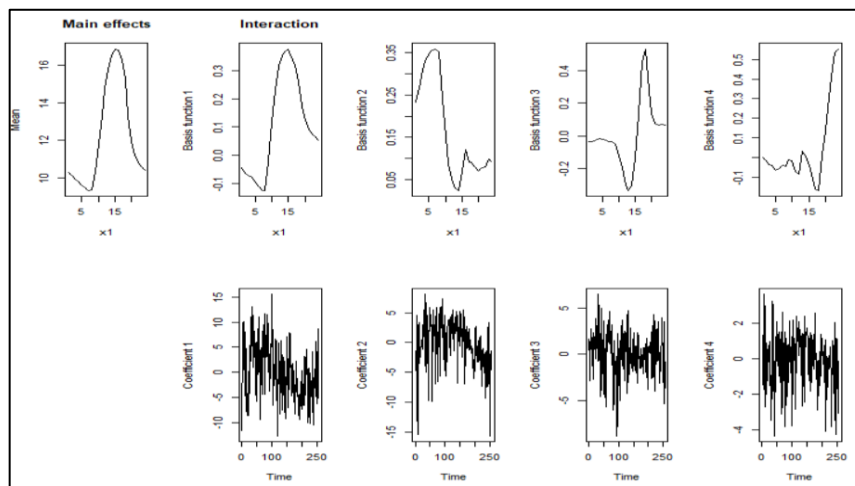 Main effects
Interaction
Mean
10 12 14 16
5 15
x1
Basis function 1
-0.1 0.0 0.1 0.2 0.3
5 15
x1
Basis function 2
0.05 0.15 0.25 0.35
5 15
x1
Basis function 3
-0.2 0.0 0.2 0.4
5 15
x1
Basis function 4
-0.1 0.1 0.2 0.3 0.4 0.5
5 15
x1
Coefficient 1
-10 -5 0 5 10 15
0 100 250
Time
Coefficient 2
-15 -10 -5 0 5
0 100 250
Time
Coefficient 3
-5 0 5
0 100 250
Time
Coefficient 4
-4 -2 0 2
0 100 250
Time